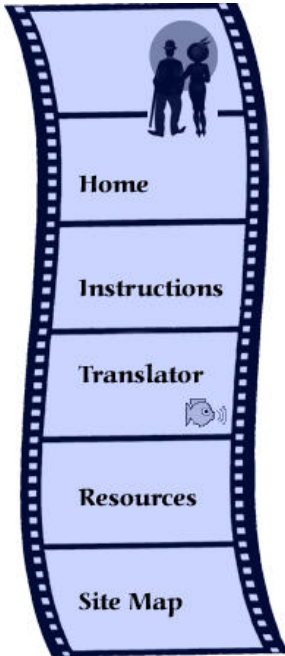 Home
Instructions
Translator
Resources
Site Map